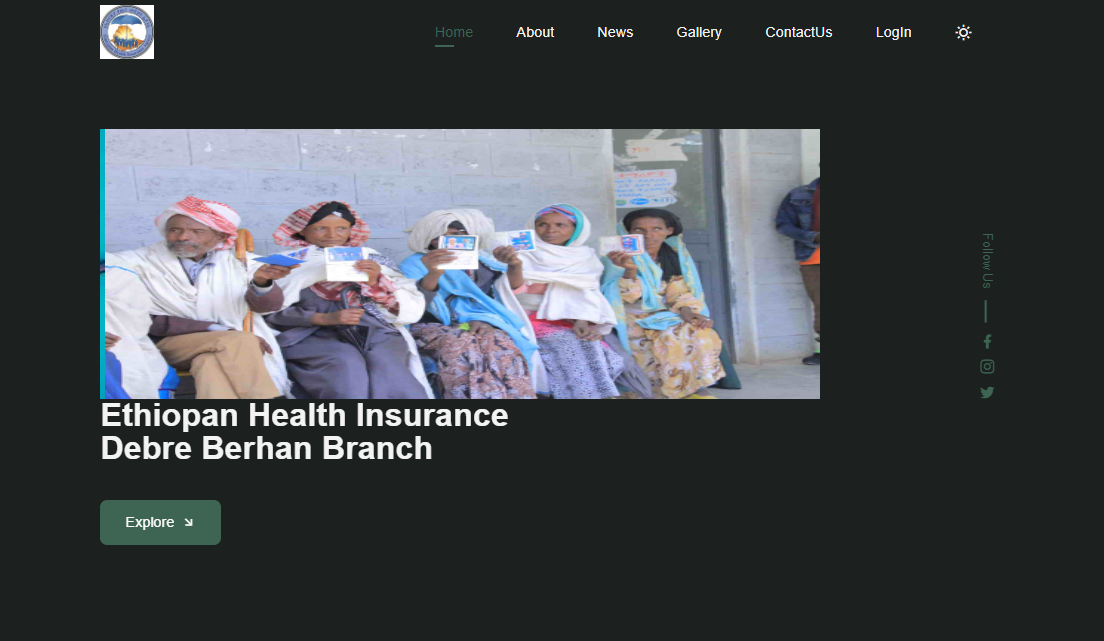 Home About News Gallery ContactUs LogIn
Follow Us
Ethiopan Health Insurance
Debre Berhan Branch
Explore